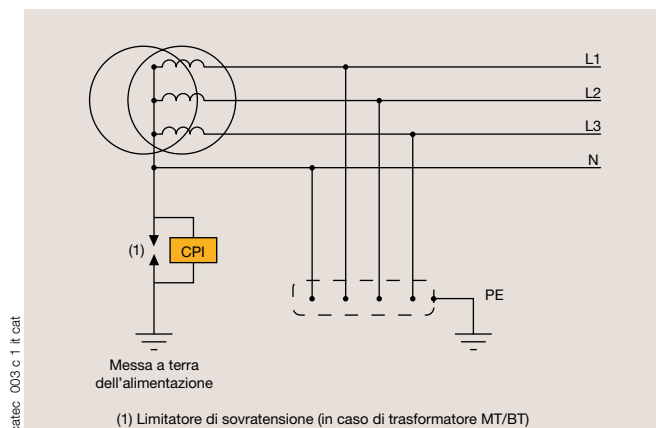 L1
L2
L3
N
(1)
CPI
PE
Messa a terra
dell'alimentazione
(1) Limitatore di sovratensione (in caso di trasformatore MT/BT)
003 c 1 it cat